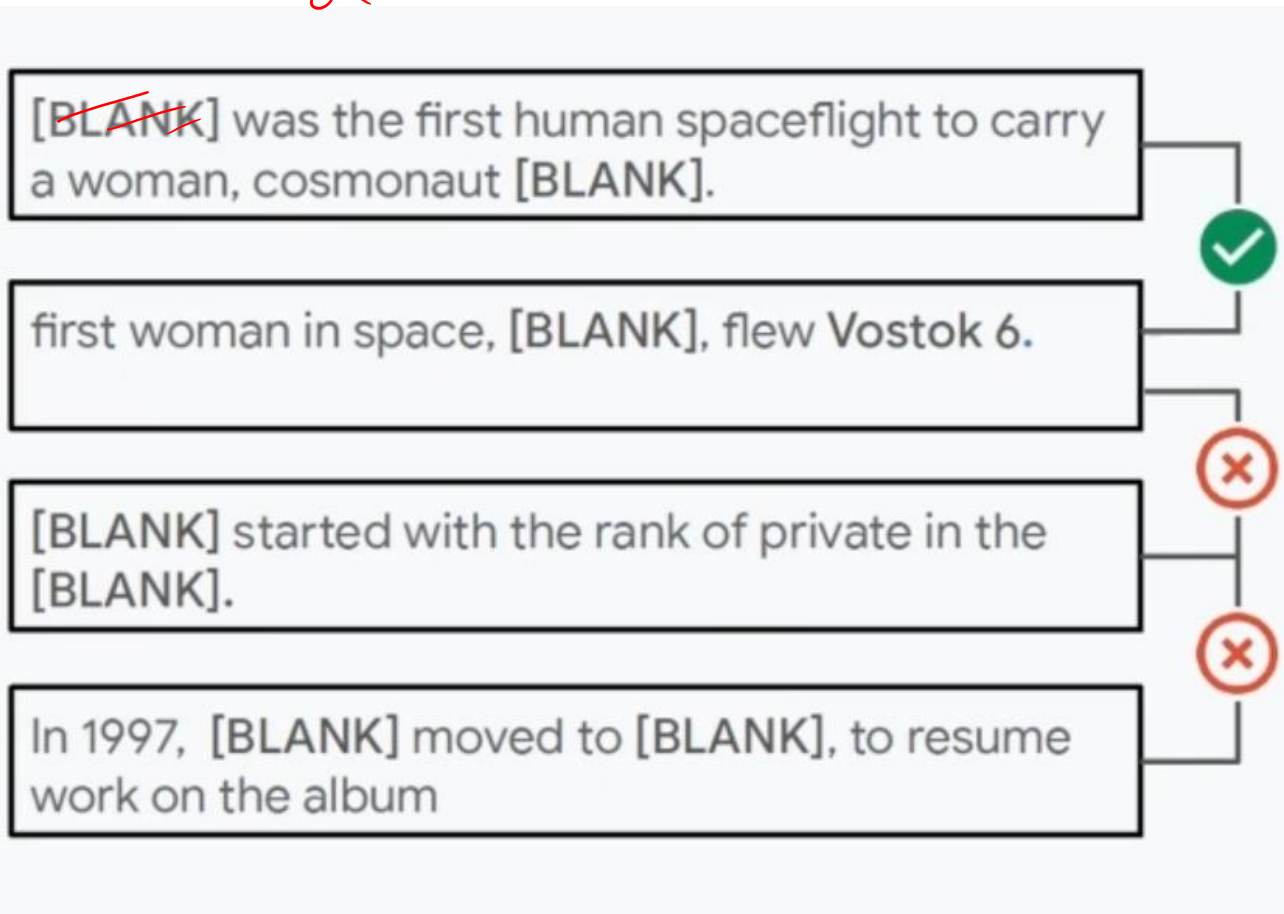 [BLANK] was the first human spaceflight to carry
a woman, cosmonaut [BLANK].
first woman in space, [BLANK], flew Vostok 6.
[BLANK] started with the rank of private in the
[BLANK].
In 1997, [BLANK] moved to [BLANK], to resume
work on the album